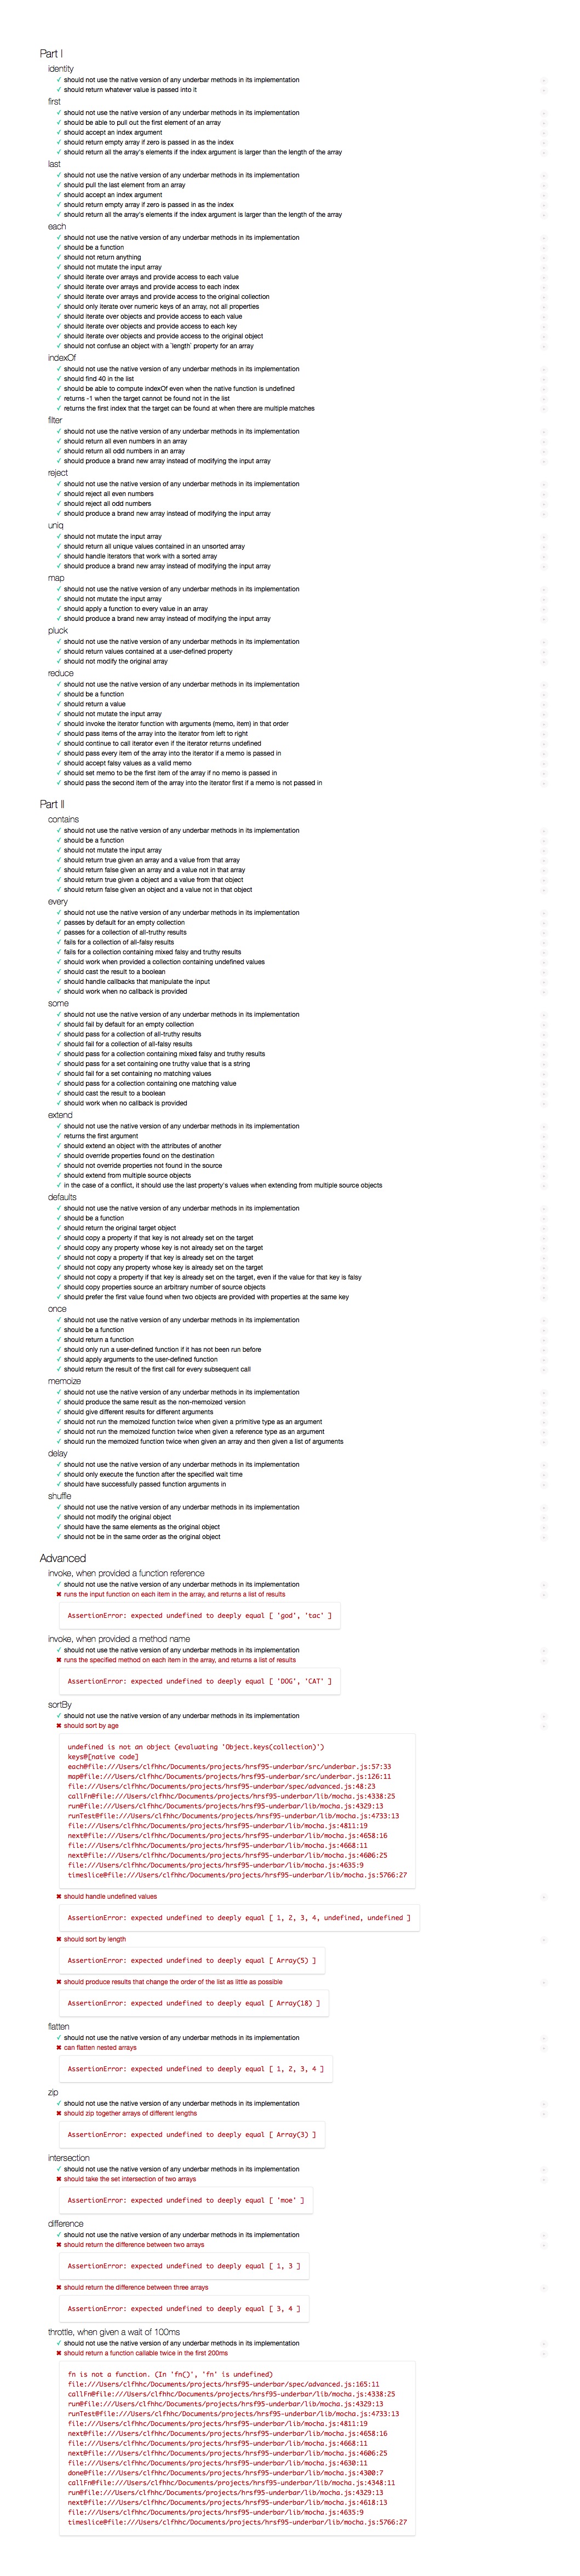 Part I
identity
✓ should not use the native version of any underbar methods in its implementation
✓ should return whatever value is passed into it
first
✓ should not use the native version of any underbar methods in its implementation
✓ should be able to pull out the first element of an array
✓ should accept an index argument
✓ should return empty array if zero is passed in as the index
✓ should return all the array's elements if the index argument is larger than the length of the array
last
✓ should not use the native version of any underbar methods in its implementation
✓ should pull the last element from an array
✓ should accept an index argument
✓ should return empty array if zero is passed in as the index
✓ should return all the array's elements if the index argument is larger than the length of the array
each
✓ should not use the native version of any underbar methods in its implementation
✓ should be a function
✓ should not return anything
✓ should not mutate the input array
✓ should iterate over arrays and provide access to each value
✓ should iterate over arrays and provide access to each index
✓ should iterate over arrays and provide access to the original collection
✓ should only iterate over numeric keys of an array, not all properties
✓ should iterate over objects and provide access to each value
✓ should iterate over objects and provide access to each key
✓ should iterate over objects and provide access to the original object
✓ should not confuse an object with a `length` property for an array
indexOf
✓ should not use the native version of any underbar methods in its implementation
✓ should find 40 in the list
✓ should be able to compute indexOf even when the native function is undefined
✓ returns -1 when the target cannot be found not in the list
✓ returns the first index that the target can be found at when there are multiple matches
filter
✓ should not use the native version of any underbar methods in its implementation
✓ should return all even numbers in an array
✓ should return all odd numbers in an array
✓ should produce a brand new array instead of modifying the input array
reject
✓ should not use the native version of any underbar methods in its implementation
✓ should reject all even numbers
✓ should reject all odd numbers
✓ should produce a brand new array instead of modifying the input array
uniq
✓ should not mutate the input array
✓ should return all unique values contained in an unsorted array
✓ should handle iterators that work with a sorted array
✓ should produce a brand new array instead of modifying the input array
map
✓ should not use the native version of any underbar methods in its implementation
✓ should not mutate the input array
✓ should apply a function to every value in an array
✓ should produce a brand new array instead of modifying the input array
pluck
✓ should not use the native version of any underbar methods in its implementation
✓ should return values contained at a user-defined property
✓ should not modify the original array
reduce
✓ should not use the native version of any underbar methods in its implementation
✓ should be a function
✓ should return a value
✓ should not mutate the input array
✓ should invoke the iterator function with arguments (memo, item) in that order
✓ should pass items of the array into the iterator from left to right
✓ should continue to call iterator even if the iterator returns undefined
✓ should pass every item of the array into the iterator if a memo is passed in
✓ should accept falsy values as a valid memo
✓ should set memo to be the first item of the array if no memo is passed in
✓ should pass the second item of the array into the iterator first if a memo is not passed in
Part II
contains
✓ should not use the native version of any underbar methods in its implementation
✓ should be a function
✓ should not mutate the input array
✓ should return true given an array and a value from that array
✓ should return false given an array and a value not in that array
✓ should return true given a object and a value from that object
✓ should return false given an object and a value not in that object
every
✓ should not use the native version of any underbar methods in its implementation
✓ passes by default for an empty collection
✓ passes for a collection of all-truthy results
✓ fails for a collection of all-falsy results
✓ fails for a collection containing mixed falsy and truthy results
✓ should work when provided a collection containing undefined values
✓ should cast the result to a boolean
✓ should handle callbacks that manipulate the input
✓ should work when no callback is provided
some
✓ should not use the native version of any underbar methods in its implementation
✓ should fail by default for an empty collection
✓ should pass for a collection of all-truthy results
✓ should fail for a collection of all-falsy results
✓ should pass for a collection containing mixed falsy and truthy results
✓ should pass for a set containing one truthy value that is a string
✓ should fail for a set containing no matching values
✓ should pass for a collection containing one matching value
✓ should cast the result to a boolean
✓ should work when no callback is provided
extend
✓ should not use the native version of any underbar methods in its implementation
✓ returns the first argument
✓ should extend an object with the attributes of another
✓ should override properties found on the destination
✓ should not override properties not found in the source
✓ should extend from multiple source objects
✓ in the case of a conflict, it should use the last property's values when extending from multiple source objects
defaults
✓ should not use the native version of any underbar methods in its implementation
✓ should be a function
✓ should return the original target object
✓ should copy a property if that key is not already set on the target
✓ should copy any property whose key is not already set on the target
✓ should not copy a property if that key is already set on the target
✓ should not copy any property whose key is already set on the target
✓ should not copy a property if that key is already set on the target, even if the value for that key is falsy
✓ should copy properties source an arbitrary number of source objects
✓ should prefer the first value found when two objects are provided with properties at the same key
once
✓ should not use the native version of any underbar methods in its implementation
✓ should be a function
✓ should return a function
✓ should only run a user-defined function if it has not been run before
✓ should apply arguments to the user-defined function
✓ should return the result of the first call for every subsequent call
memoize
✓ should not use the native version of any underbar methods in its implementation
✓ should produce the same result as the non-memoized version
✓ should give different results for different arguments
✓ should not run the memoized function twice when given a primitive type as an argument
✓ should not run the memoized function twice when given a reference type as an argument
✓ should run the memoized function twice when given an array and then given a list of arguments
delay
✓ should not use the native version of any underbar methods in its implementation
✓ should only execute the function after the specified wait time
✓ should have successfully passed function arguments in
shuffle
✓ should not use the native version of any underbar methods in its implementation
✓ should not modify the original object
✓ should have the same elements as the original object
✓ should not be in the same order as the original object
Advanced
invoke, when provided a function reference
✓ should not use the native version of any underbar methods in its implementation
✖ runs the input function on each item in the array, and returns a list of results
AssertionError: expected undefined to deeply equal [ 'god', 'tac' ]
invoke, when provided a method name
✓ should not use the native version of any underbar methods in its implementation
✖ runs the specified method on each item in the array, and returns a list of results
AssertionError: expected undefined to deeply equal [ 'DOG', 'CAT' ]
sortBy
✓ should not use the native version of any underbar methods in its implementation
✖ should sort by age
undefined is not an object (evaluating 'Object.keys(collection)')
keys@[native code]
each@file:///Users/clfhhc/Documents/projects/hrsf95-underbar/src/underbar.js:57:33
map@file:///Users/clfhhc/Documents/projects/hrsf95-underbar/src/underbar.js:126:11
file:///Users/clfhhc/Documents/projects/hrsf95-underbar/spec/advanced.js:48:23
callFn@file:///Users/clfhhc/Documents/projects/hrsf95-underbar/lib/mocha.js:4338:25
run@file:///Users/clfhhc/Documents/projects/hrsf95-underbar/lib/mocha.js:4329:13
runTest@file:///Users/clfhhc/Documents/projects/hrsf95-underbar/lib/mocha.js:4733:13
file:///Users/clfhhc/Documents/projects/hrsf95-underbar/lib/mocha.js:4811:19
next@file:///Users/clfhhc/Documents/projects/hrsf95-underbar/lib/mocha.js:4658:16
file:///Users/clfhhc/Documents/projects/hrsf95-underbar/lib/mocha.js:4668:11
next@file:///Users/clfhhc/Documents/projects/hrsf95-underbar/lib/mocha.js:4606:25
file:///Users/clfhhc/Documents/projects/hrsf95-underbar/lib/mocha.js:4635:9
timeslice@file:///Users/clfhhc/Documents/projects/hrsf95-underbar/lib/mocha.js:5766:27
✖ should handle undefined values
AssertionError: expected undefined to deeply equal [ 1, 2, 3, 4, undefined, undefined ]
✖ should sort by length
AssertionError: expected undefined to deeply equal [ Array(5) ]
✖ should produce results that change the order of the list as little as possible
AssertionError: expected undefined to deeply equal [ Array(18) ]
flatten
✓ should not use the native version of any underbar methods in its implementation
✖ can flatten nested arrays
AssertionError: expected undefined to deeply equal [ 1, 2, 3, 4 ]
zip
✓ should not use the native version of any underbar methods in its implementation
✖ should zip together arrays of different lengths
AssertionError: expected undefined to deeply equal [ Array(3) ]
intersection
✓ should not use the native version of any underbar methods in its implementation
✖ should take the set intersection of two arrays
AssertionError: expected undefined to deeply equal [ 'moe' ]
difference
✓ should not use the native version of any underbar methods in its implementation
✖ should return the difference between two arrays
AssertionError: expected undefined to deeply equal [ 1, 3 ]
✖ should return the difference between three arrays
AssertionError: expected undefined to deeply equal [ 3, 4 ]
throttle, when given a wait of 100ms
✓ should not use the native version of any underbar methods in its implementation
✖ should return a function callable twice in the first 200ms
fn is not a function. (In 'fn()', 'fn' is undefined)
file:///Users/clfhhc/Documents/projects/hrsf95-underbar/spec/advanced.js:165:11
callFn@file:///Users/clfhhc/Documents/projects/hrsf95-underbar/lib/mocha.js:4338:25
run@file:///Users/clfhhc/Documents/projects/hrsf95-underbar/lib/mocha.js:4329:13
runTest@file:///Users/clfhhc/Documents/projects/hrsf95-underbar/lib/mocha.js:4733:13
file:///Users/clfhhc/Documents/projects/hrsf95-underbar/lib/mocha.js:4811:19
next@file:///Users/clfhhc/Documents/projects/hrsf95-underbar/lib/mocha.js:4658:16
file:///Users/clfhhc/Documents/projects/hrsf95-underbar/lib/mocha.js:4668:11
next@file:///Users/clfhhc/Documents/projects/hrsf95-underbar/lib/mocha.js:4606:25
file:///Users/clfhhc/Documents/projects/hrsf95-underbar/lib/mocha.js:4630:11
done@file:///Users/clfhhc/Documents/projects/hrsf95-underbar/lib/mocha.js:4300:7
callFn@file:///Users/clfhhc/Documents/projects/hrsf95-underbar/lib/mocha.js:4348:11
run@file:///Users/clfhhc/Documents/projects/hrsf95-underbar/lib/mocha.js:4329:13
next@file:///Users/clfhhc/Documents/projects/hrsf95-underbar/lib/mocha.js:4618:13
file:///Users/clfhhc/Documents/projects/hrsf95-underbar/lib/mocha.js:4635:9
timeslice@file:///Users/clfhhc/Documents/projects/hrsf95-underbar/lib/mocha.js:5766:27